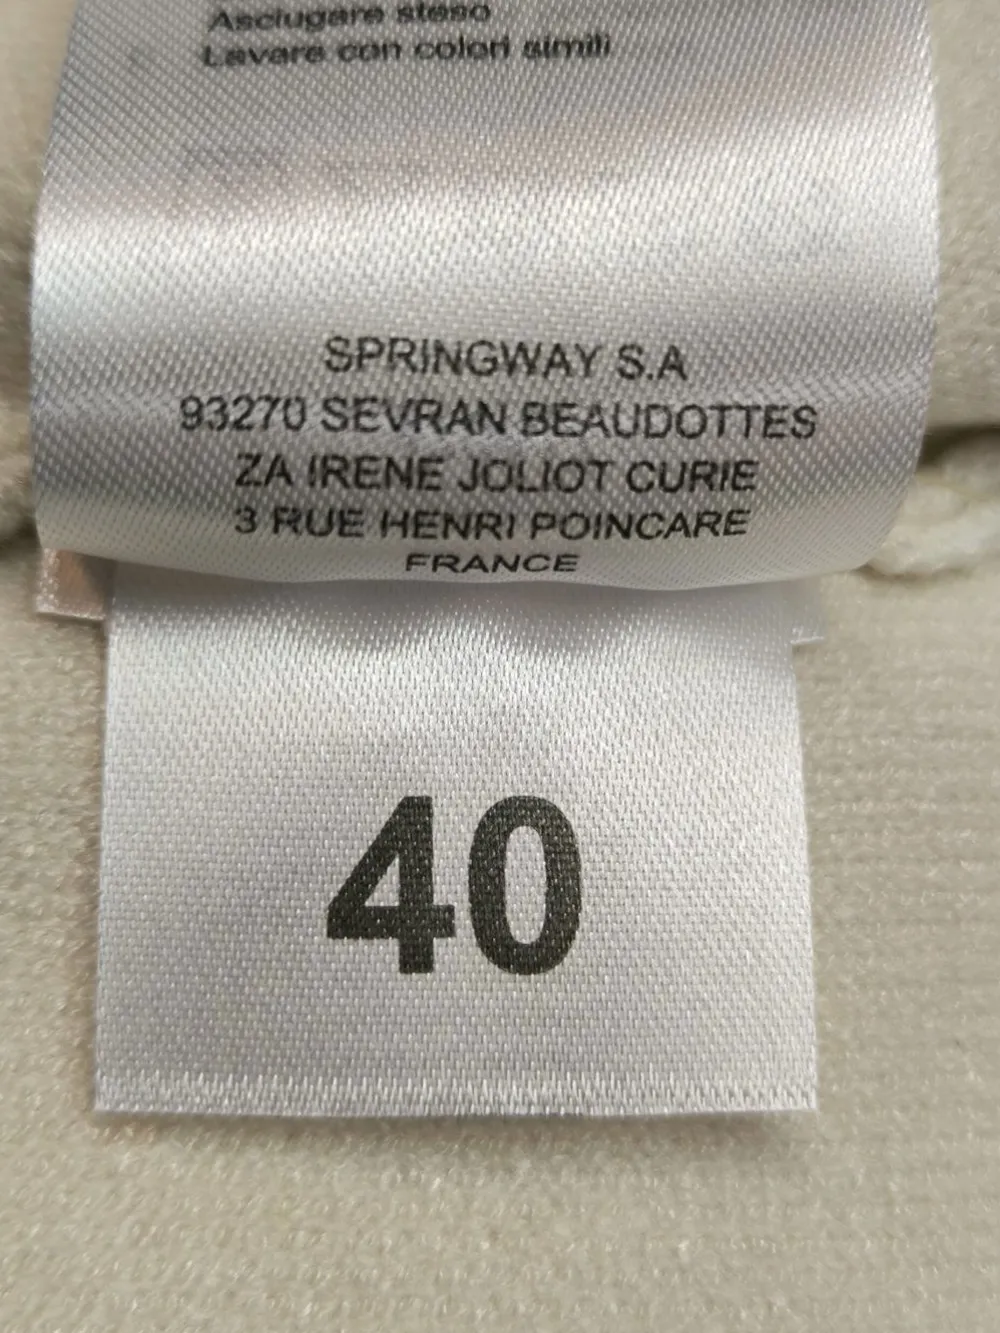 Asciugare steso
Lavare con colori simili
SPRINGWAY S.A
93270 SEVRAN BEAUDOTTES
ZA IRENE JOLIOT CURIE
3 RUE HENRI POINCARE
FRANCE
40